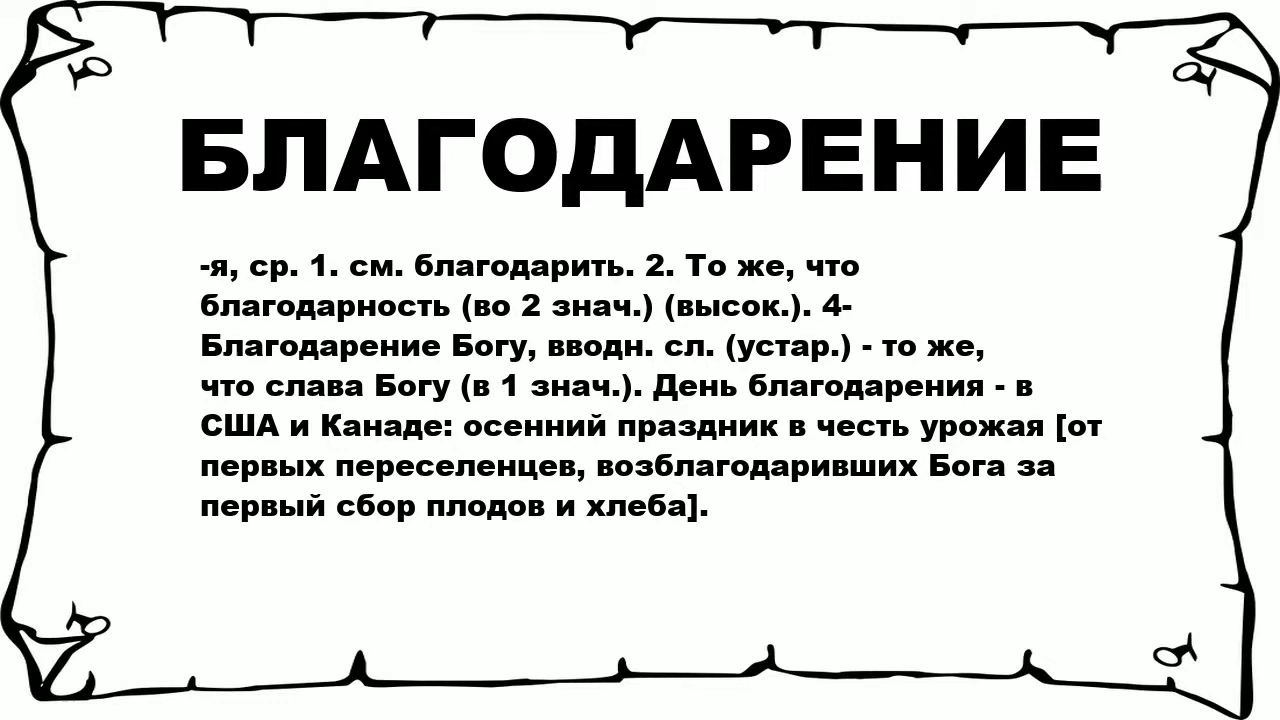 БЛАГОДАРЕНИЕ
-я, ср. 1. см. благодарить. 2. То же, что
благодарность (во 2 знач.) (высок.). 4-
Благодарение Богу, вводн. сл. (устар.) - то же,
что слава Богу (в 1 знач.). День благодарения - в
США и Канаде: осенний праздник в честь урожая [от
первых переселенцев, возблагодаривших Бога за
первый сбор плодов и хлеба].